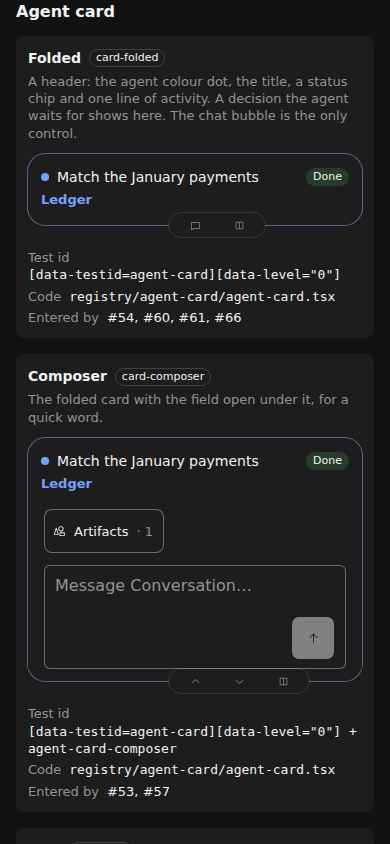 Agent card
Folded card-folded
A header: the agent colour dot, the title, a status
chip and one line of activity. A decision the agent
waits for shows here. The chat bubble is the only
control.
Match the January payments Done
Ledger
Test id
[data-testid=agent-card][data-level="0"]
Code registry/agent-card/agent-card.tsx
Entered by #54, #60, #61, #66
Composer card-composer
The folded card with the field open under it, for a
quick word.
Match the January payments Done
Ledger
Artifacts · 1
Message Conversation...
Test id
[data-testid=agent-card][data-level="0"] +
agent-card-composer
Code registry/agent-card/agent-card.tsx
Entered by #53, #57